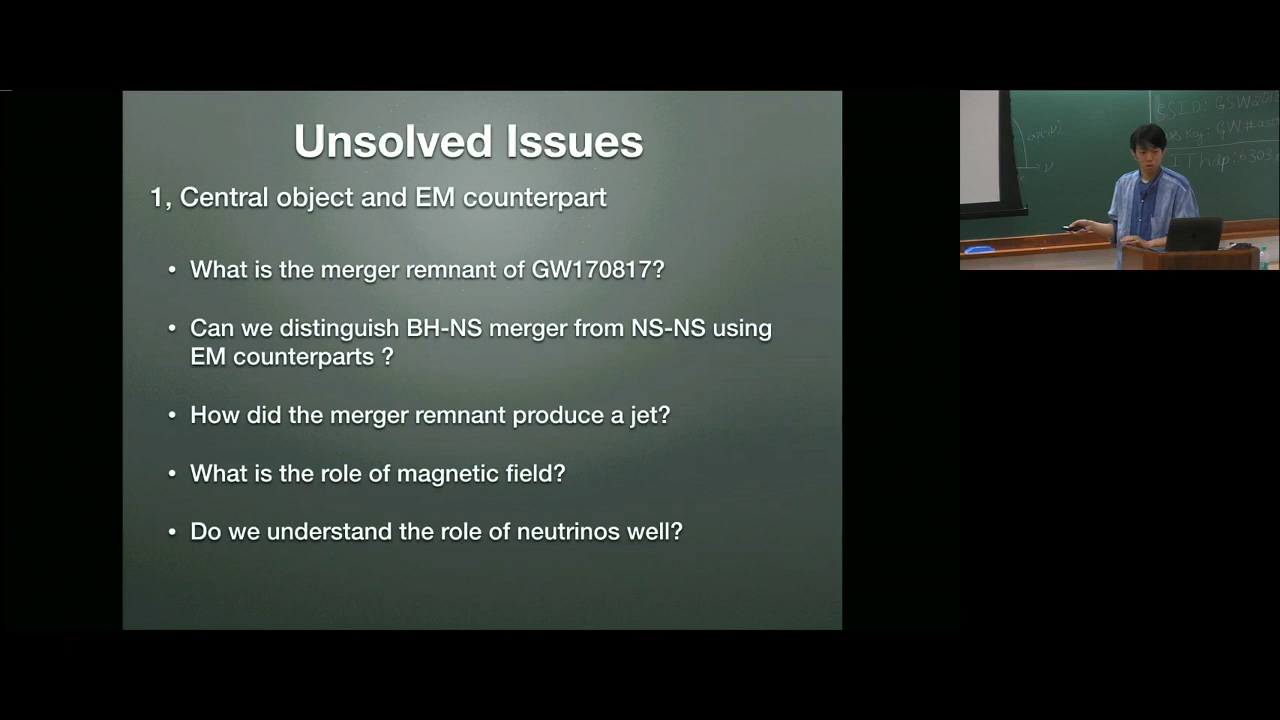 Unsolved Issues
1, Central object and EM counterpart
• What is the merger remnant of GW170817?
• Can we distinguish BH-NS merger from NS-NS using
EM counterparts ?
• How did the merger remnant produce a jet?
• What is the role of magnetic field?
• Do we understand the role of neutrinos well?
SSID: